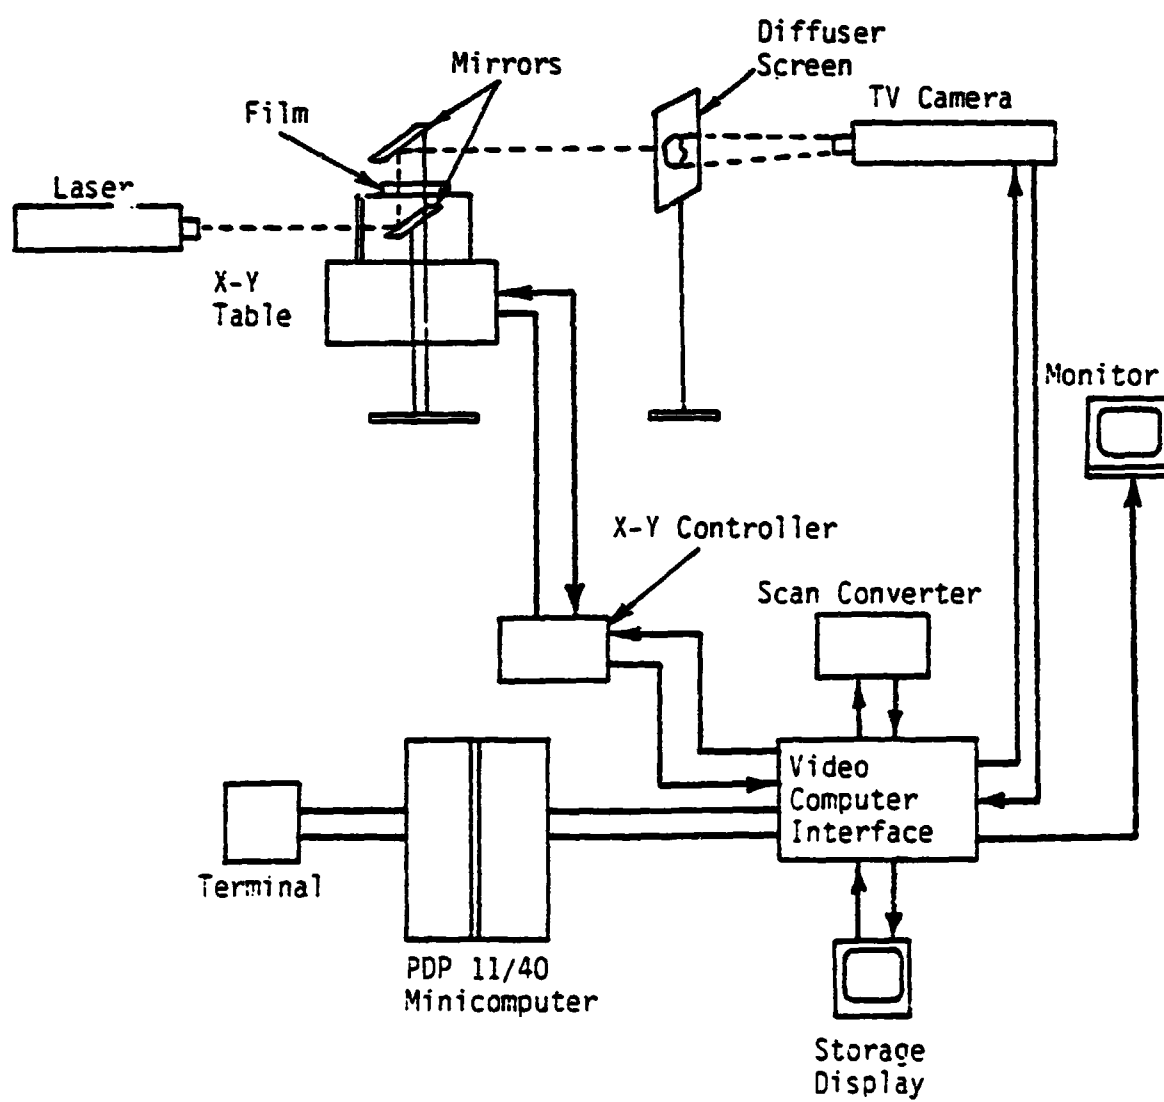 Diffuser
Screen
Mirrors
TV Camera
Film
Laser
X-Y
Table
Monitor
X-Y Controller
Scan Converter
Video
Computer
Interface
Terminal
PDP 11/40
Minicomputer
Storage
Display